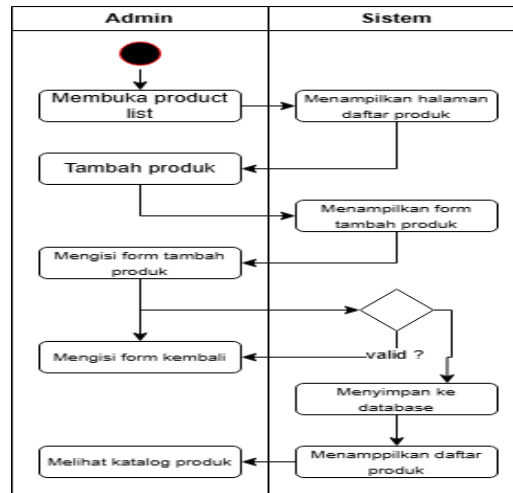 Admin
Sistem
Membuka product
list
Menampilkan halaman
daftar produk
Tambah produk
Menampilkan form
tambah produk
Mengisi form tambah
produk
valid ?
Mengisi form kembali
Menyimpan ke
database
Menamppilkan daftar
produk
Melihat katalog produk